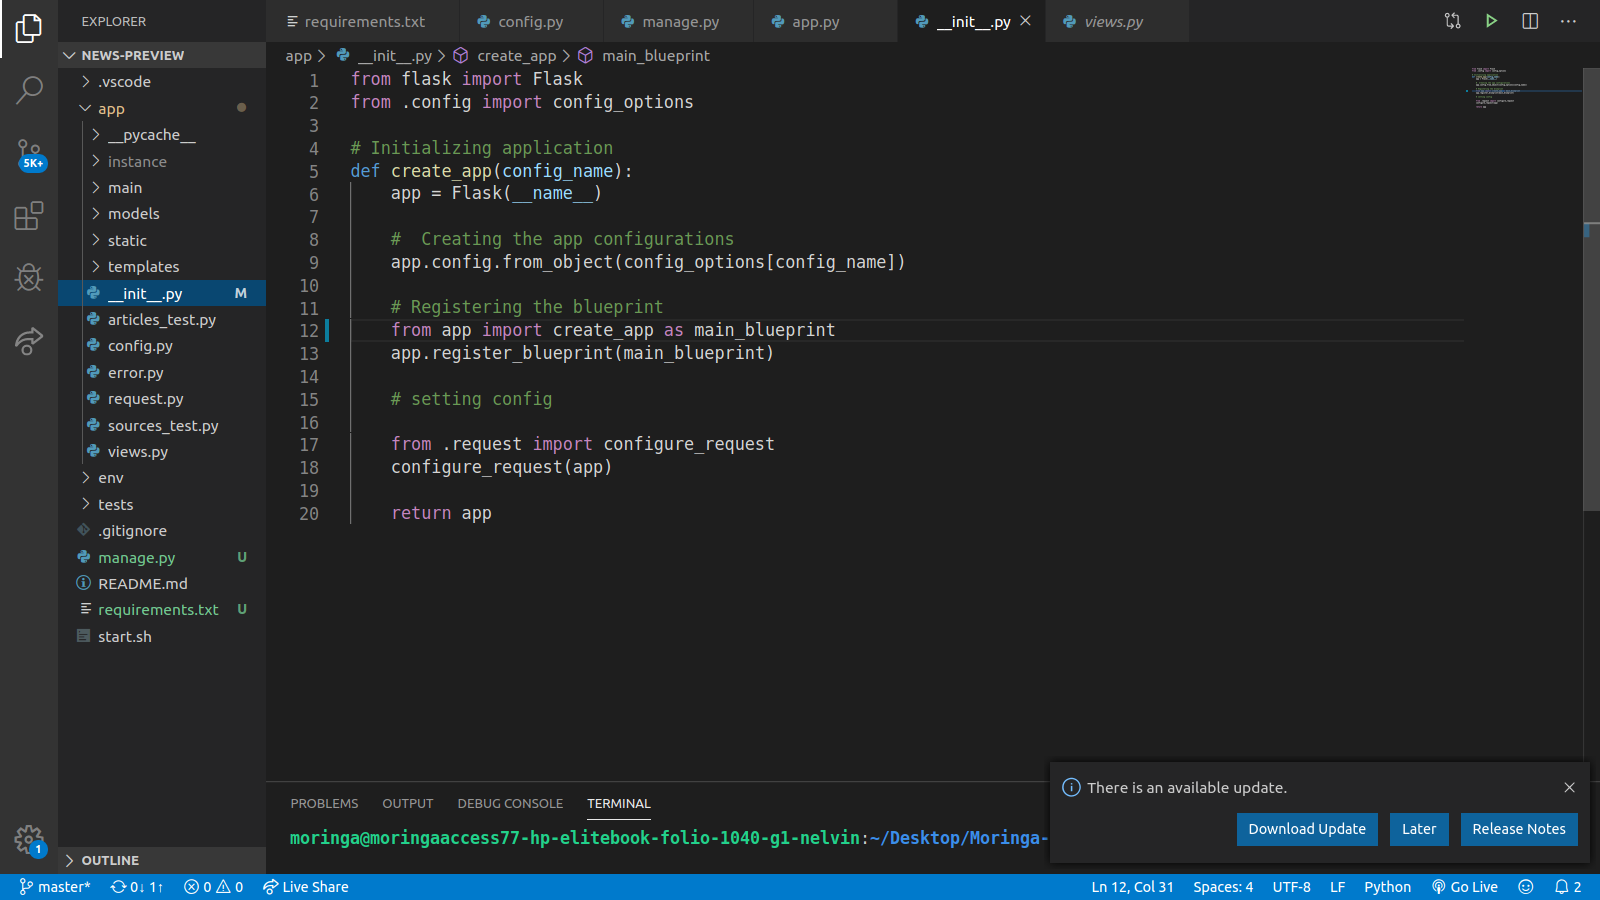 EXPLORER
NEWS-PREVIEW
.vscode
app
__pycache__
instance
main
models
static
templates
__init__.py M
articles_test.py
config.py
error.py
request.py
sources_test.py
views.py
env
tests
.gitignore
manage.py U
README.md
requirements.txt U
start.sh
OUTLINE
5K+
1
requirements.txt config.py manage.py app.py __init__.py views.py
app > __init__.py > create_app > main_blueprint
1 from flask import Flask
2 from .config import config_options
3
4 # Initializing application
5 def create_app(config_name):
6 app = Flask(__name__)
7
8 #  Creating the app configurations
9 app.config.from_object(config_options[config_name])
10
11 # Registering the blueprint
12 from app import create_app as main_blueprint
13 app.register_blueprint(main_blueprint)
14
15 # setting config
16
17 from .request import configure_request
18 configure_request(app)
19
20 return app
PROBLEMS OUTPUT DEBUG CONSOLE TERMINAL
moringa@moringaaccess77-hp-elitebook-folio-1040-g1-nelvin:~/Desktop/Moringa-
There is an available update.
Download Update Later Release Notes
master* 0↓ 1↑ 0 0 Live Share Ln 12, Col 31 Spaces: 4 UTF-8 LF Python Go Live 2